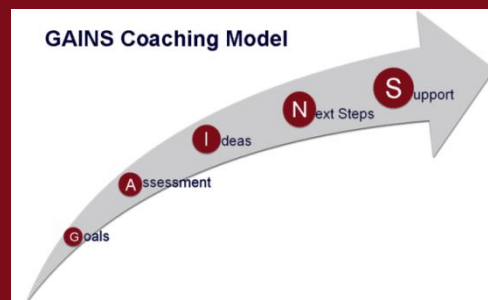 GAINS Coaching Model
Support
Next Steps
Ideas
Assessment
Goals